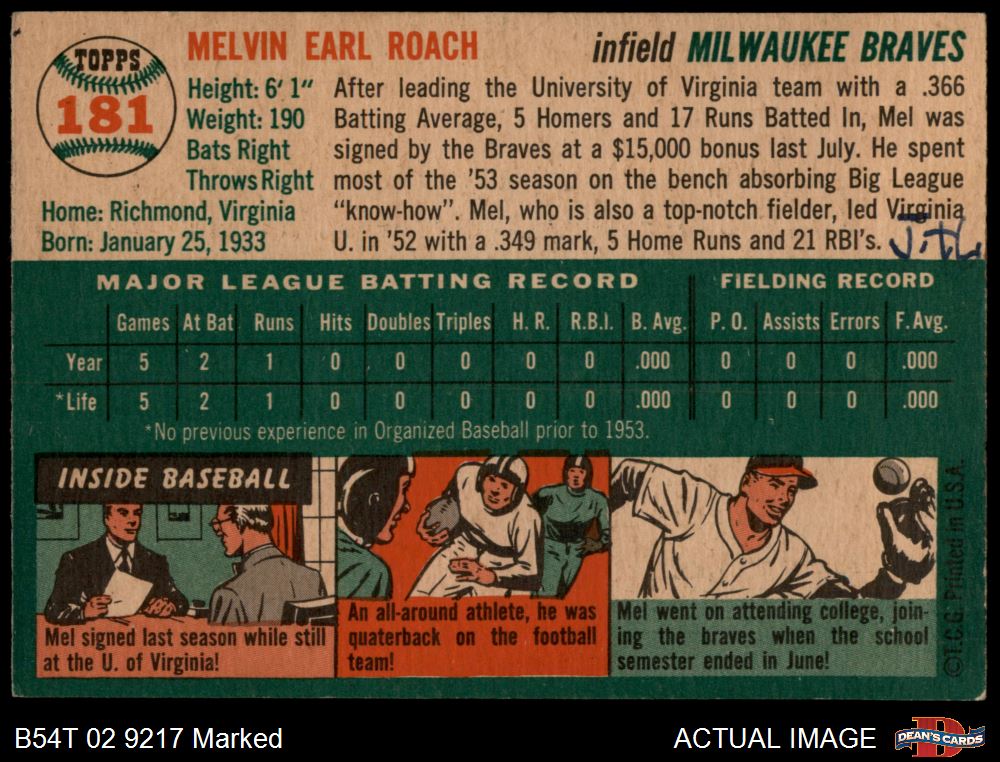 TOPPS
181
MELVIN EARL ROACH
infield MILWAUKEE BRAVES
Height: 6' 1"
Weight: 190
Bats Right
Throws Right
Home: Richmond, Virginia
Born: January 25, 1933
After leading the University of Virginia team with a .366
Batting Average, 5 Homers and 17 Runs Batted In, Mel was
signed by the Braves at a $15,000 bonus last July. He spent
most of the '53 season on the bench absorbing Big League
“know-how”. Mel, who is also a top-notch fielder, led Virginia
U. in '52 with a .349 mark, 5 Home Runs and 21 RBI's.
MAJOR LEAGUE BATTING RECORD FIELDING RECORD
Games At Bat Runs Hits Doubles Triples H. R. R.B.I. B. Avg. P. O. Assists Errors F. Avg.
Year 5 2 1 0 0 0 0 0 .000 0 0 0 .000
*Life 5 2 1 0 0 0 0 0 .000 0 0 0 .000
*No previous experience in Organized Baseball prior to 1953.
INSIDE BASEBALL
Mel signed last season while still
at the U. of Virginia!
An all-around athlete, he was
quaterback on the football
team!
Mel went on attending college, join-
ing the braves when the school
semester ended in June!
©T.C.G. Printed in U.S.A.
B54T 02 9217 Marked
ACTUAL IMAGE
DEAN'S CARDS